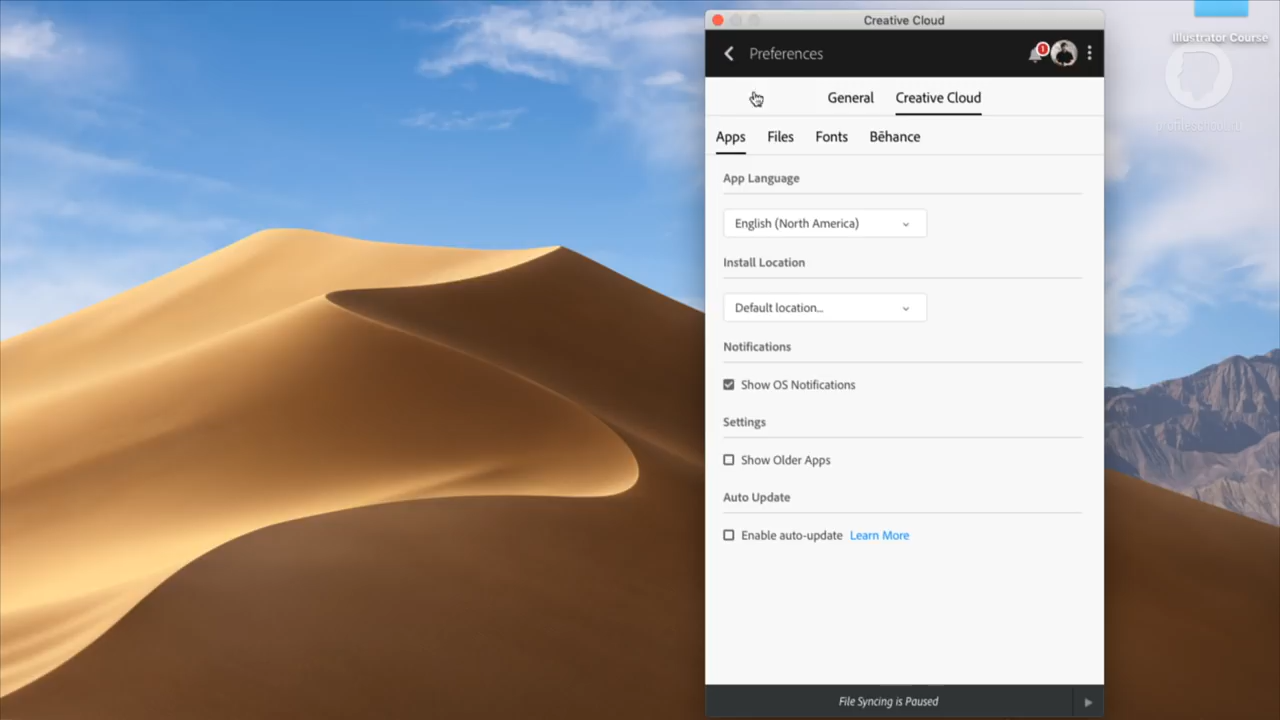 Creative Cloud
Illustrator Course
Preferences
1
General Creative Cloud
Apps Files Fonts Bēhance
App Language
English (North America)
Install Location
Default location...
Notifications
Show OS Notifications
Settings
Show Older Apps
Auto Update
Enable auto-update Learn More
File Syncing is Paused